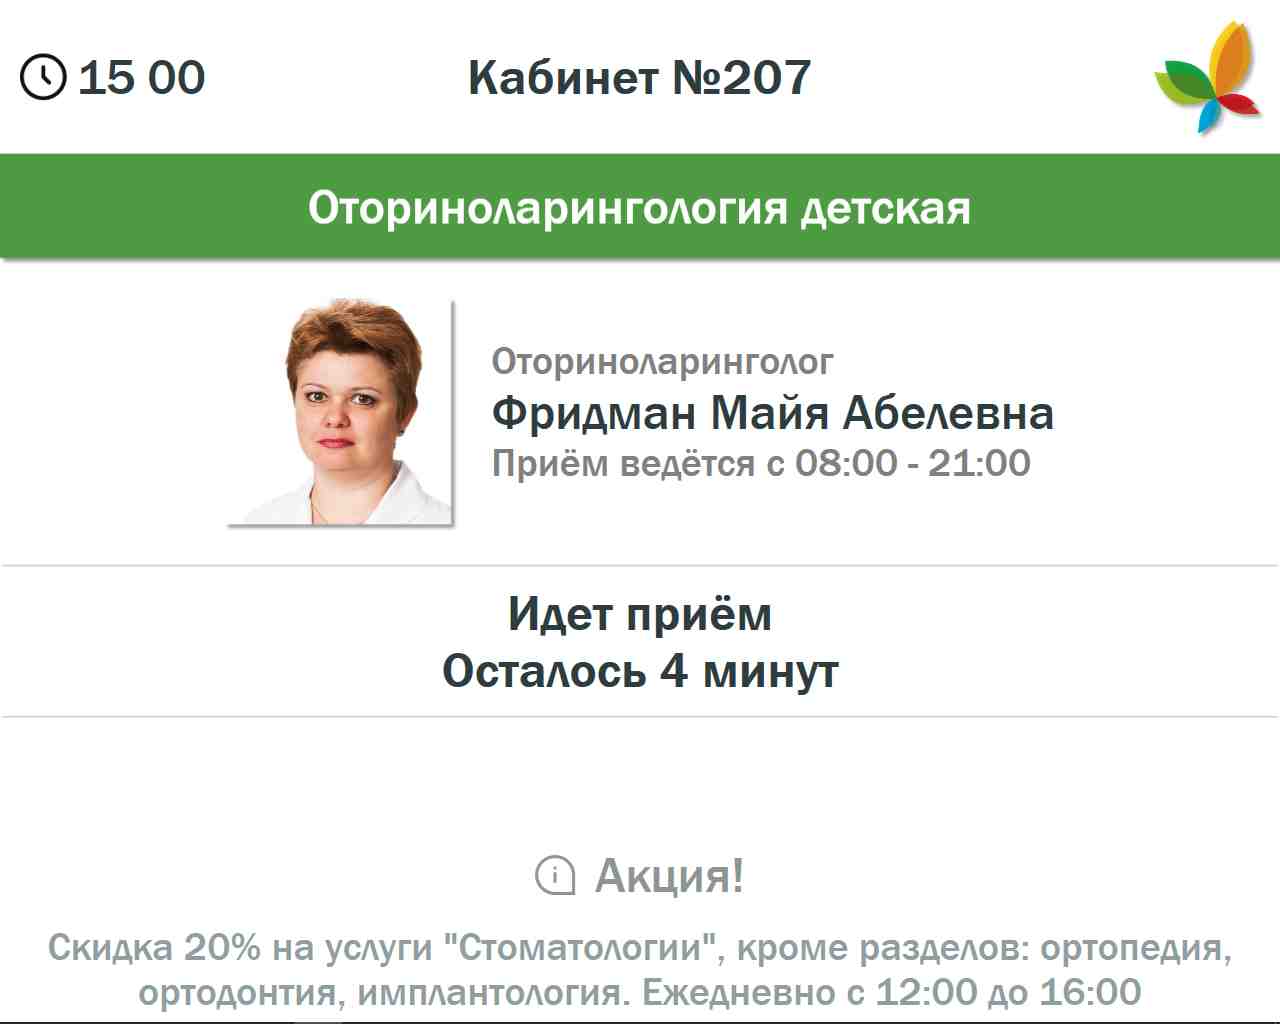 15 00
Кабинет №207
Оториноларингология детская
Оториноларинголог
Фридман Майя Абелевна
Приём ведётся с 08:00 - 21:00
Идет приём
Осталось 4 минут
Акция!
Скидка 20% на услуги "Стоматологии", кроме разделов: ортопедия,
ортодонтия, имплантология. Ежедневно с 12:00 до 16:00